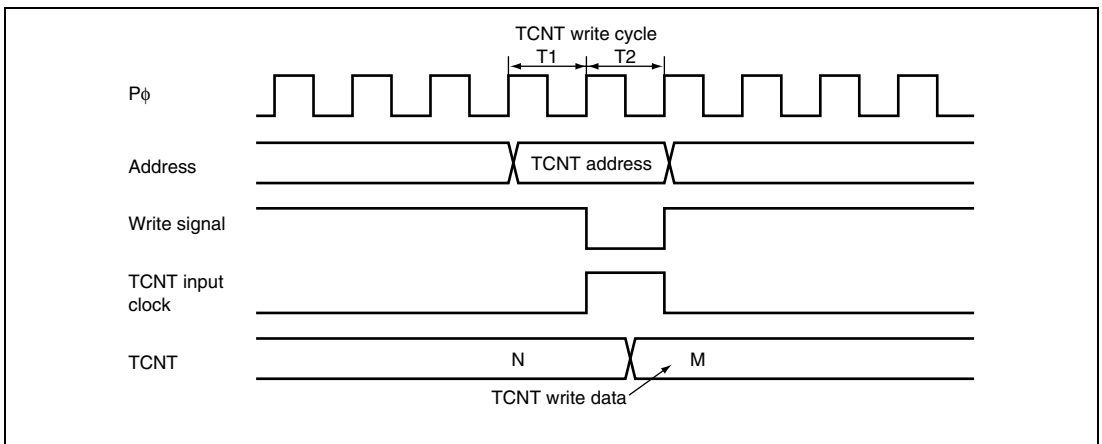 TCNT write cycle
T1 T2
Pϕ
Address
TCNT address
Write signal
TCNT input
clock
TCNT
N
M
TCNT write data